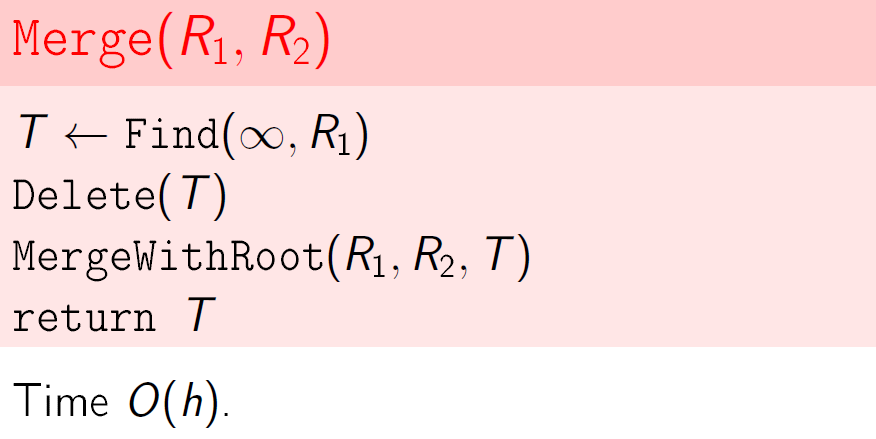 Merge(R₁, R₂)
T ← Find(∞, R₁)
Delete(T)
MergeWithRoot(R₁, R₂, T)
return T
Time O(h).